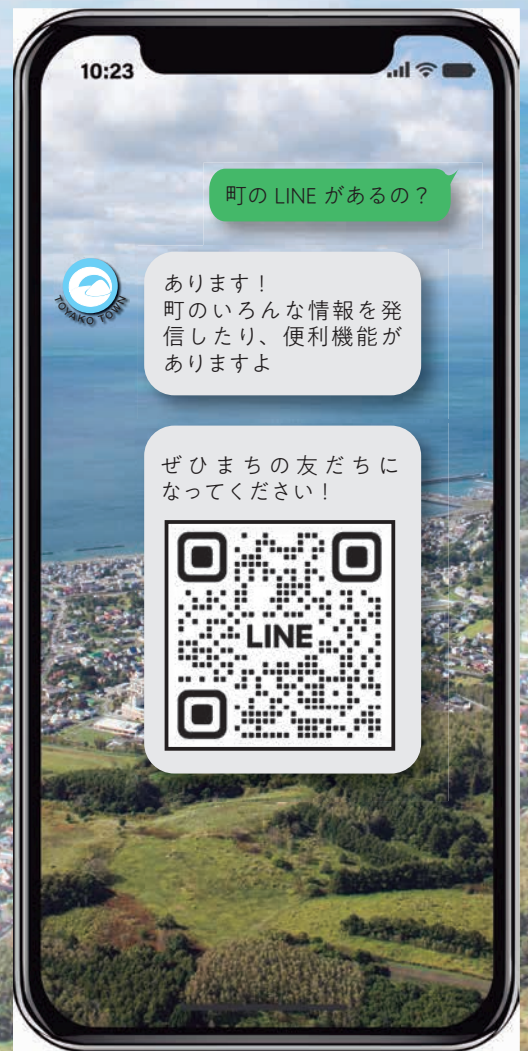 10:23
町の LINE があるの？
TOYAKO TOWN
あります！
町のいろんな情報を発
信したり、便利機能が
ありますよ
ぜひまちの友だちに
なってください！
LINE